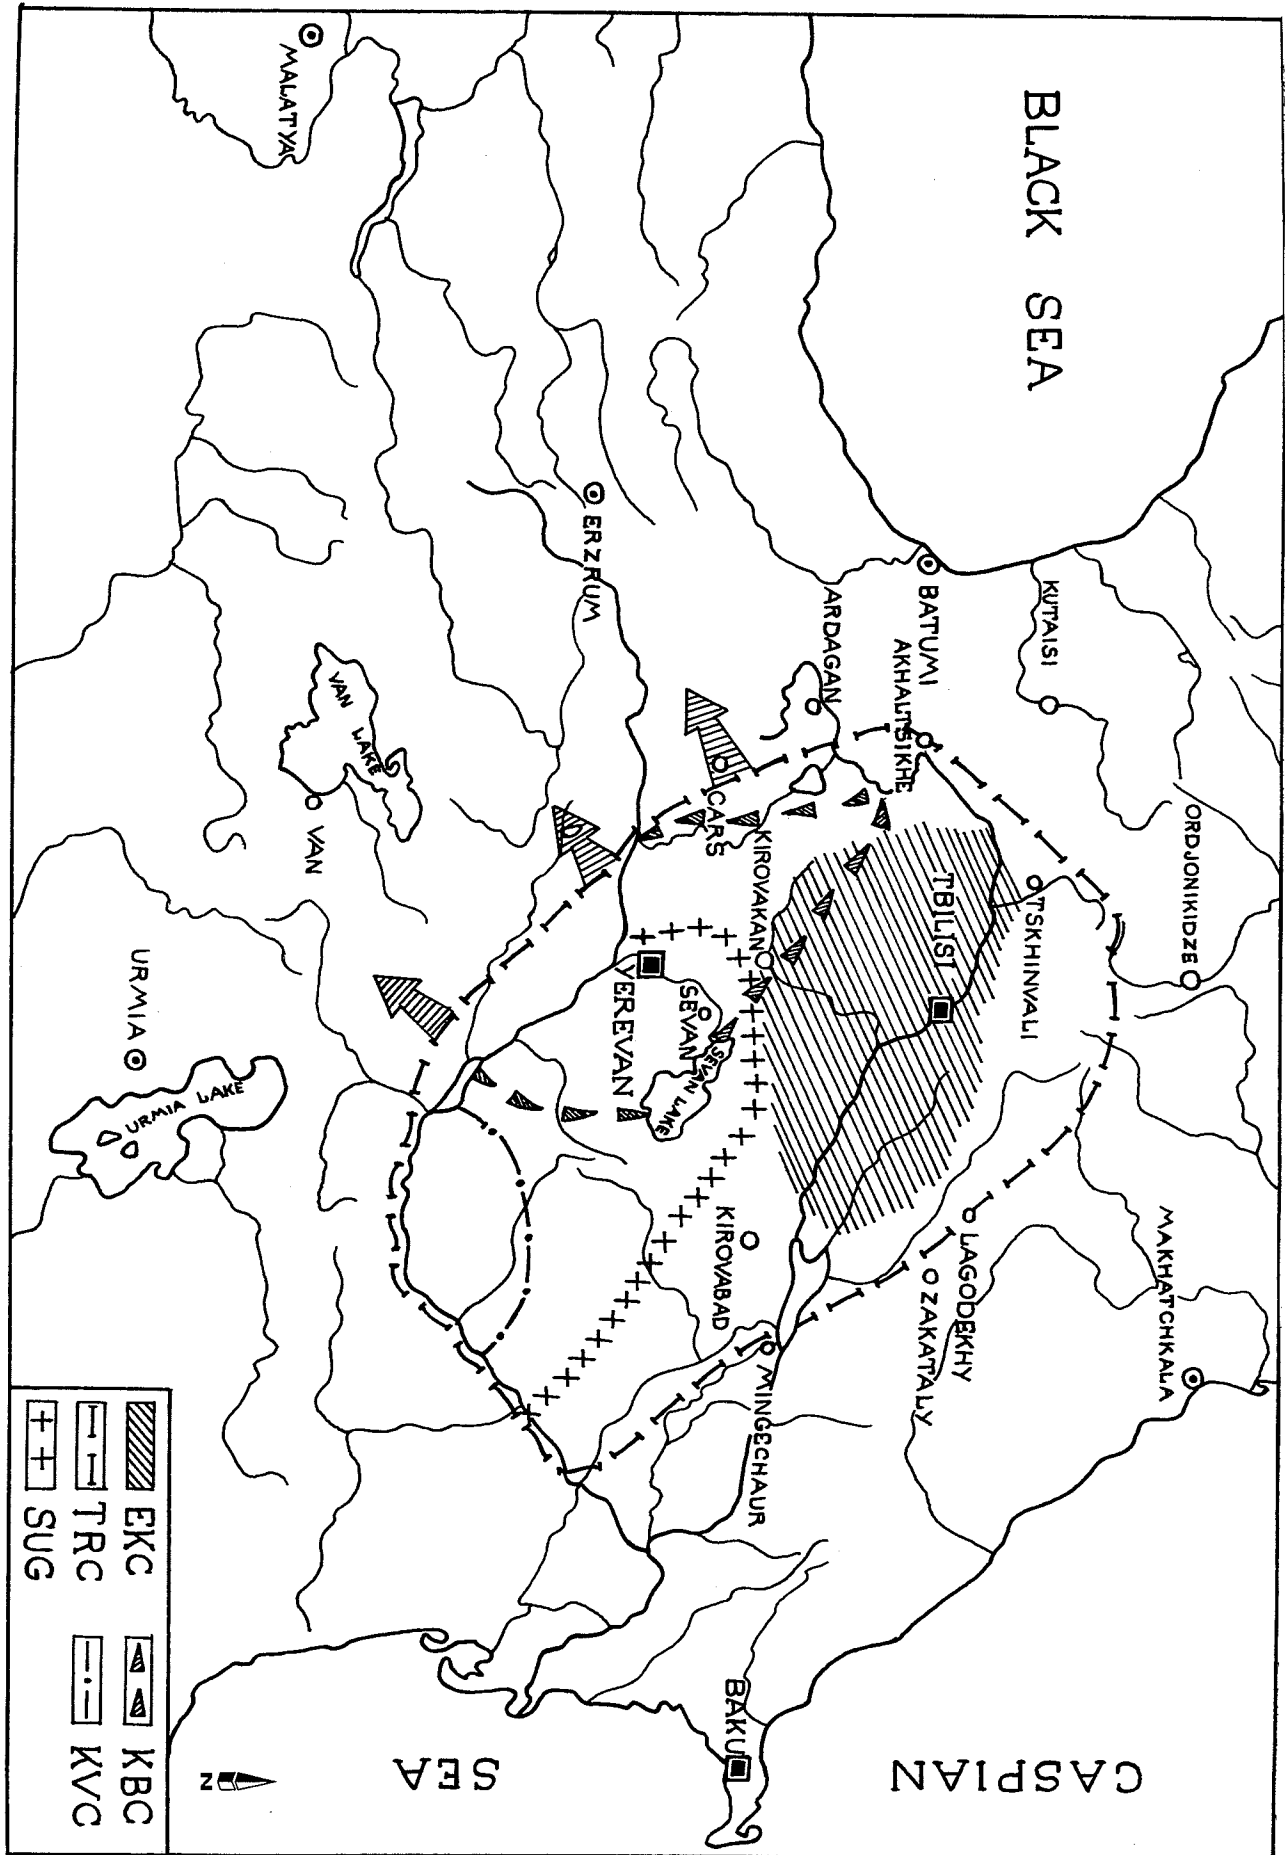 BLACK SEA
CASPIAN
SEA
KUTAISI
ORDJONIKIDZE
MAKHATCHKALA
BATUMI
AKHALTSIKHE
ARDAGAN
TSKHINVALI
TBILISI
LAGODEKHY
ZAKATALY
MINGECHAUR
CARS
KIROVAKAN
KIROVABAD
SEVAN
SEVAN LAKE
YEREVAN
BAKU
ERZRUM
MALATYA
VAN LAKE
VAN
URMIA
URMIA LAKE
N
EKC KBC
TRC KVC
SUG